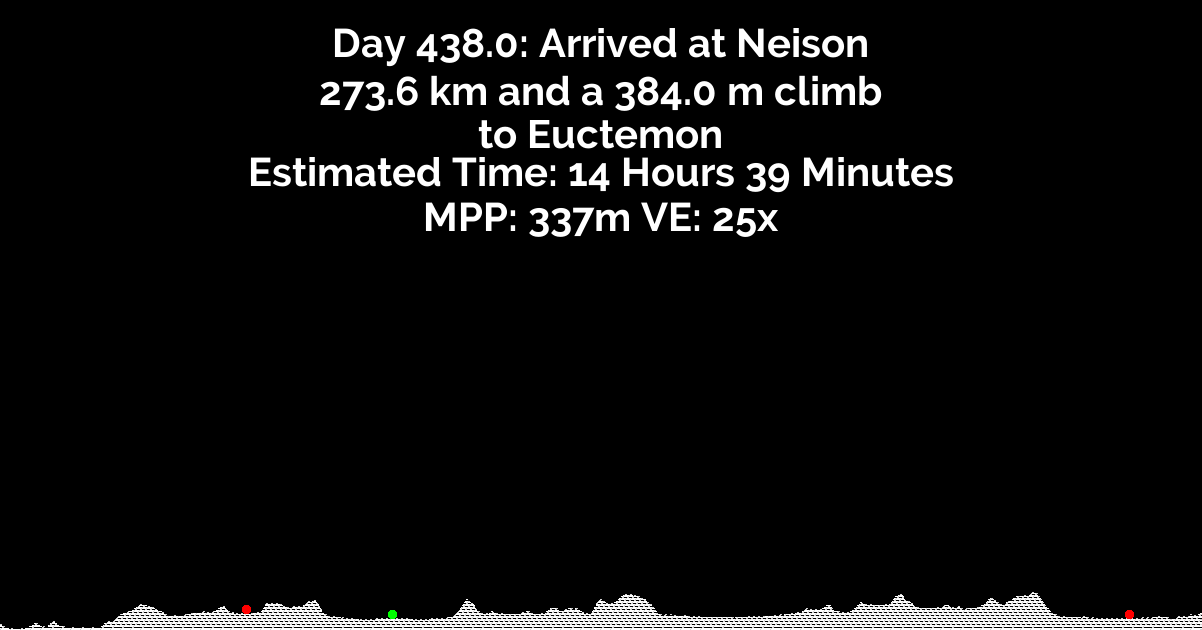 Day 438.0: Arrived at Neison
273.6 km and a 384.0 m climb
to Euctemon
Estimated Time: 14 Hours 39 Minutes
MPP: 337m VE: 25x